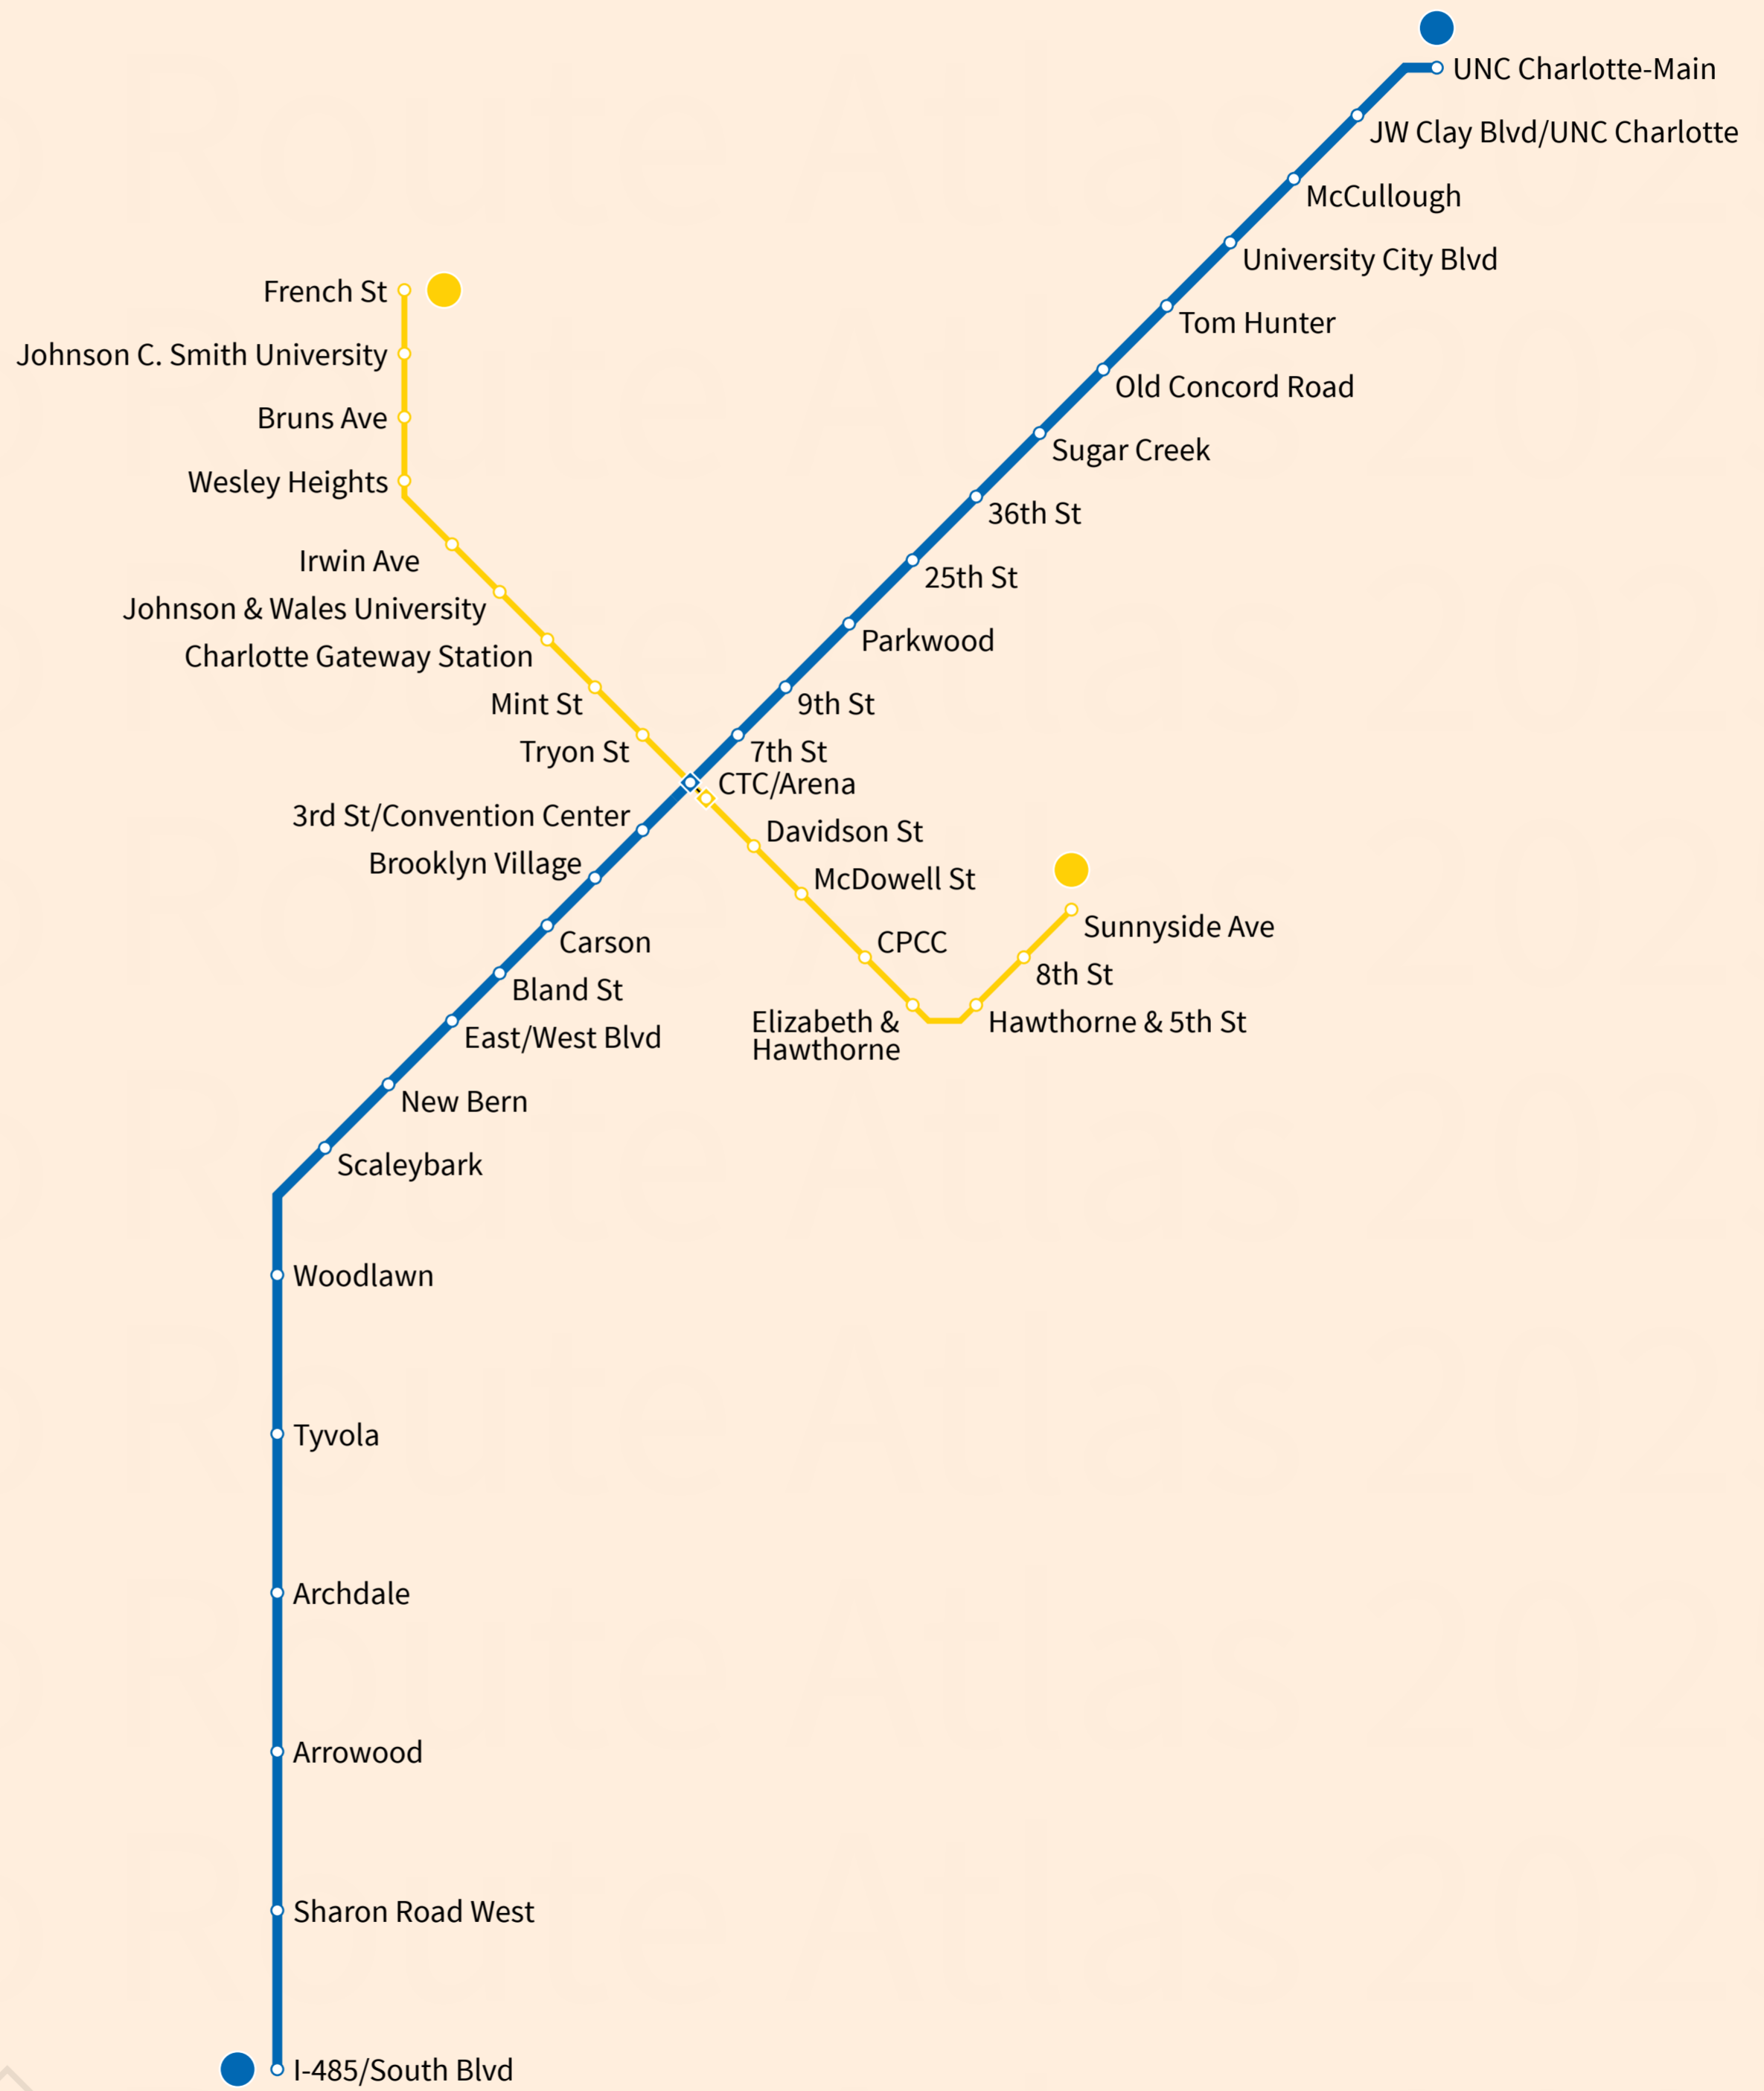 UNC Charlotte-Main
JW Clay Blvd/UNC Charlotte
McCullough
University City Blvd
French St
Tom Hunter
Johnson C. Smith University
Old Concord Road
Bruns Ave
Sugar Creek
Wesley Heights
36th St
Irwin Ave
25th St
Johnson & Wales University
Parkwood
Charlotte Gateway Station
Mint St
9th St
Tryon St
7th St
CTC/Arena
3rd St/Convention Center
Davidson St
Brooklyn Village
McDowell St
Sunnyside Ave
Carson
CPCC
8th St
Bland St
Elizabeth &
Hawthorne
Hawthorne & 5th St
East/West Blvd
New Bern
Scaleybark
Woodlawn
Tyvola
Archdale
Arrowood
Sharon Road West
I-485/South Blvd